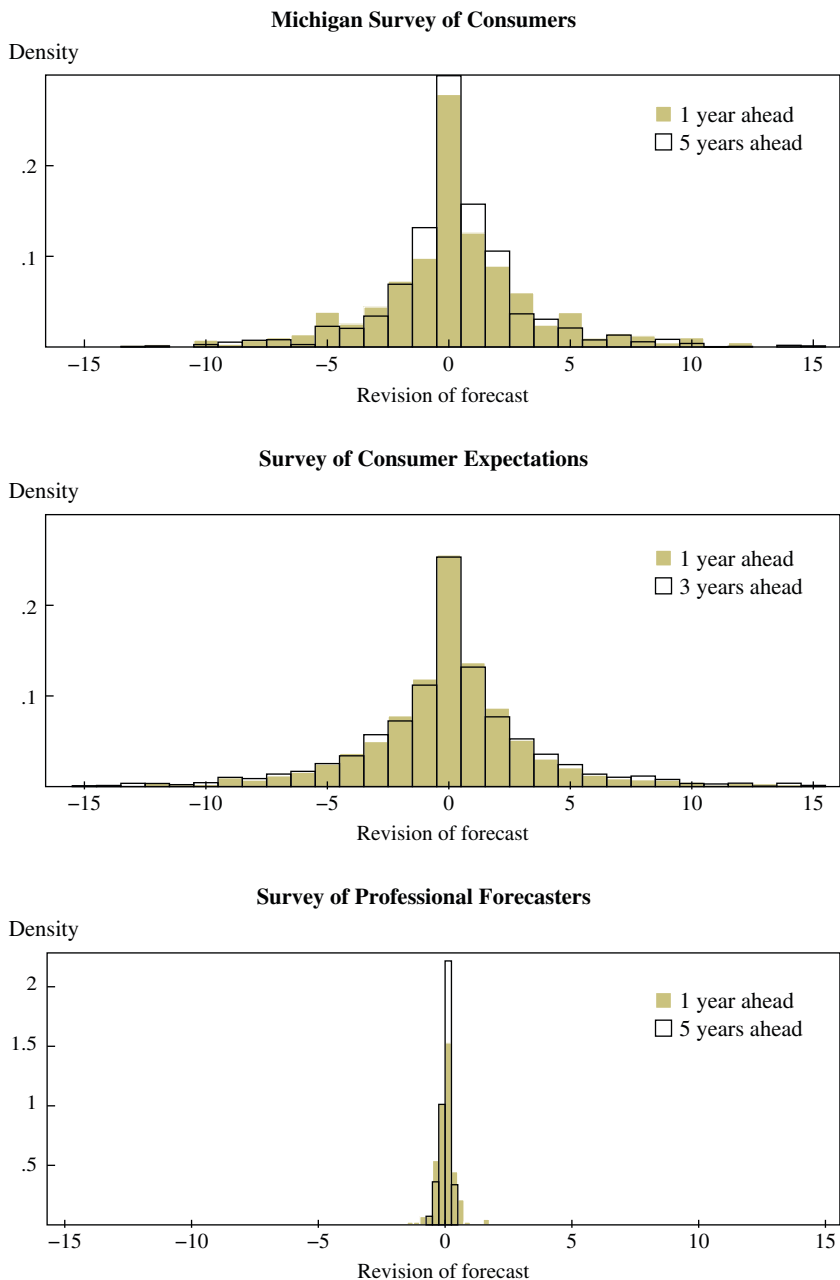 Michigan Survey of Consumers
Density
1 year ahead
5 years ahead
.2
.1
−15 −10 −5 0 5 10 15
Revision of forecast
Survey of Consumer Expectations
Density
1 year ahead
3 years ahead
.2
.1
−15 −10 −5 0 5 10 15
Revision of forecast
Survey of Professional Forecasters
Density
2
1 year ahead
5 years ahead
1.5
1
.5
−15 −10 −5 0 5 10 15
Revision of forecast